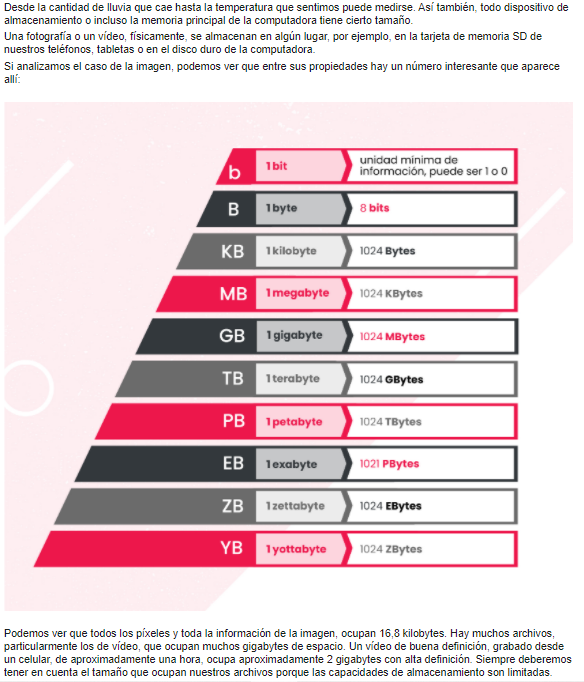 Desde la cantidad de lluvia que cae hasta la temperatura que sentimos puede medirse. Así también, todo dispositivo de
almacenamiento o incluso la memoria principal de la computadora tiene cierto tamaño.
Una fotografía o un vídeo, físicamente, se almacenan en algún lugar, por ejemplo, en la tarjeta de memoria SD de
nuestros teléfonos, tabletas o en el disco duro de la computadora.
Si analizamos el caso de la imagen, podemos ver que entre sus propiedades hay un número interesante que aparece
allí:
b 1 bit unidad mínima de
información, puede ser 1 o 0
B 1 byte 8 bits
KB 1 kilobyte 1024 Bytes
MB 1 megabyte 1024 KBytes
GB 1 gigabyte 1024 MBytes
TB 1 terabyte 1024 GBytes
PB 1 petabyte 1024 TBytes
EB 1 exabyte 1021 PBytes
ZB 1 zettabyte 1024 EBytes
YB 1 yottabyte 1024 ZBytes
Podemos ver que todos los píxeles y toda la información de la imagen, ocupan 16,8 kilobytes. Hay muchos archivos,
particularmente los de vídeo, que ocupan muchos gigabytes de espacio. Un vídeo de buena definición, grabado desde
un celular, de aproximadamente una hora, ocupa aproximadamente 2 gigabytes con alta definición. Siempre deberemos
tener en cuenta el tamaño que ocupan nuestros archivos porque las capacidades de almacenamiento son limitadas.